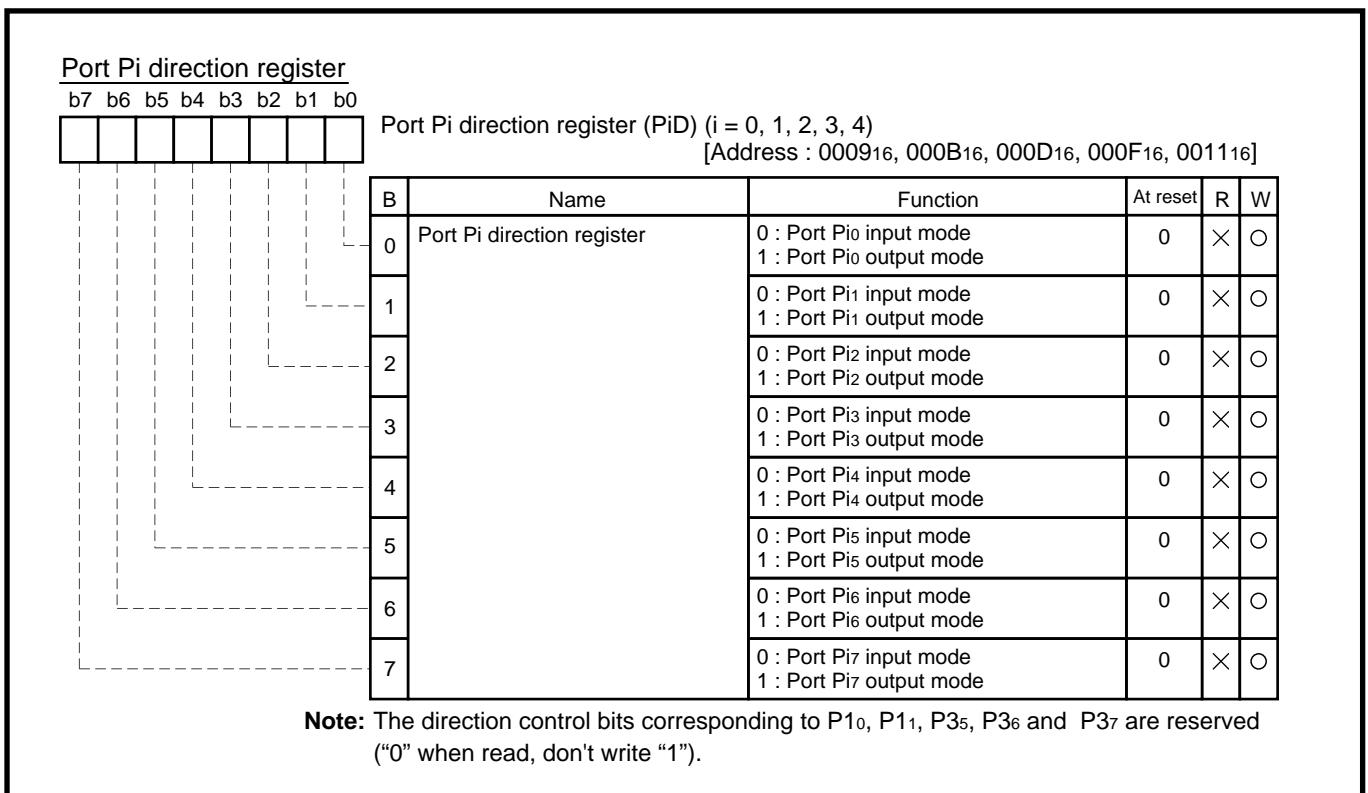 Port Pi direction register
b7 b6 b5 b4 b3 b2 b1 b0
Port Pi direction register (PiD) (i = 0, 1, 2, 3, 4)
[Address : 000916, 000B16, 000D16, 000F16, 001116]
B Name Function At reset R W
0 Port Pi direction register 0 : Port Pi0 input mode 0 × ○
1 : Port Pi0 output mode
1 0 : Port Pi1 input mode 0 × ○
1 : Port Pi1 output mode
2 0 : Port Pi2 input mode 0 × ○
1 : Port Pi2 output mode
3 0 : Port Pi3 input mode 0 × ○
1 : Port Pi3 output mode
4 0 : Port Pi4 input mode 0 × ○
1 : Port Pi4 output mode
5 0 : Port Pi5 input mode 0 × ○
1 : Port Pi5 output mode
6 0 : Port Pi6 input mode 0 × ○
1 : Port Pi6 output mode
7 0 : Port Pi7 input mode 0 × ○
1 : Port Pi7 output mode
Note: The direction control bits corresponding to P10, P11, P35, P36 and P37 are reserved
(“0” when read, don't write “1”).